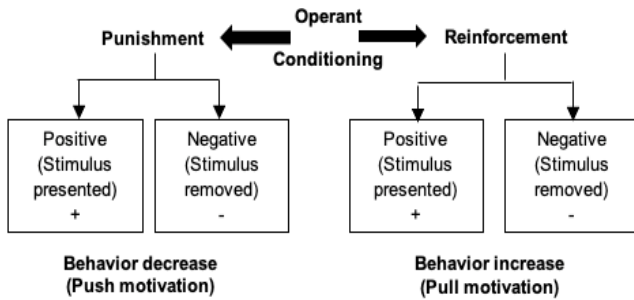 Operant
Punishment
Reinforcement
Conditioning
Positive
(Stimulus
presented)
+
Negative
(Stimulus
removed)
-
Positive
(Stimulus
presented)
+
Negative
(Stimulus
removed)
-
Behavior decrease
(Push motivation)
Behavior increase
(Pull motivation)